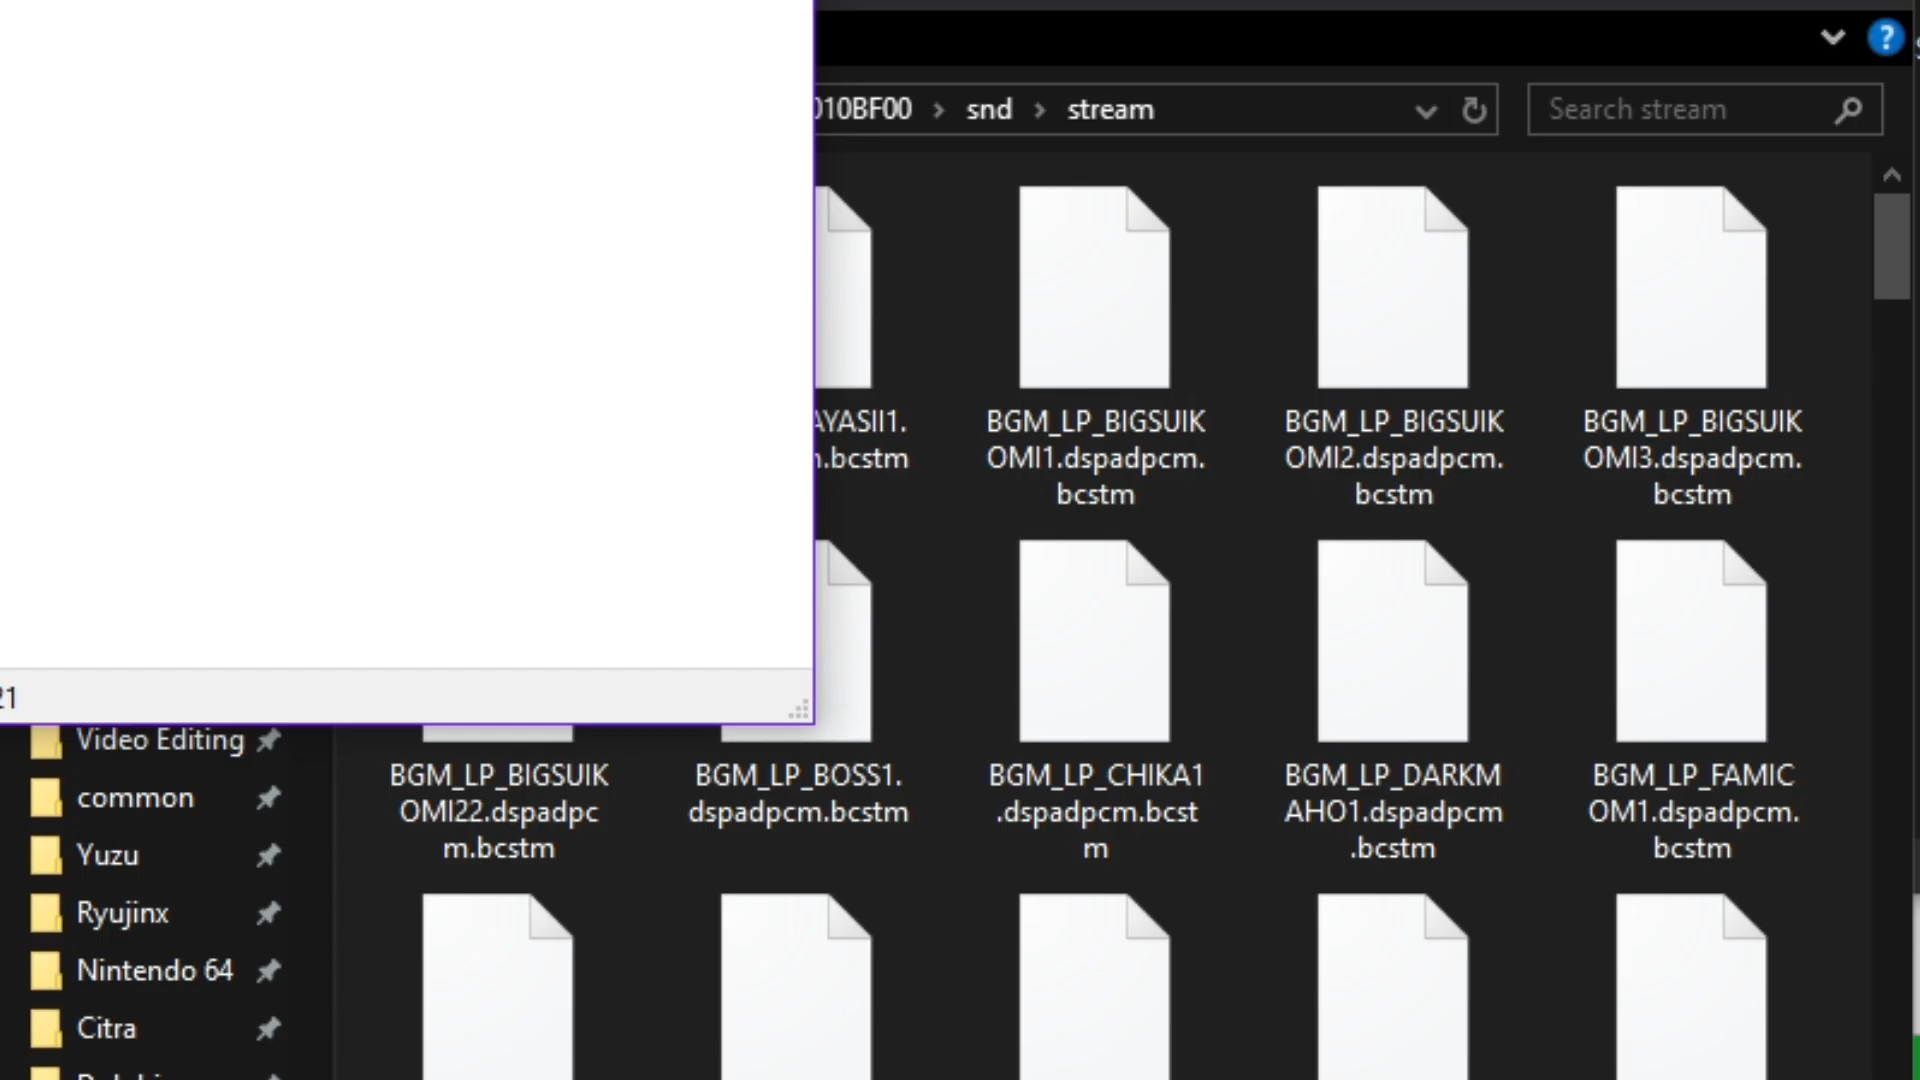 010BF00 > snd > stream
Search stream
AYASII1.
m.bcstm
BGM_LP_BIGSUIK
OMI1.dspadpcm.
bcstm
BGM_LP_BIGSUIK
OMI2.dspadpcm.
bcstm
BGM_LP_BIGSUIK
OMI3.dspadpcm.
bcstm
21
BGM_LP_BIGSUIK
OMI22.dspadpc
m.bcstm
BGM_LP_BOSS1.
dspadpcm.bcstm
BGM_LP_CHIKA1
.dspadpcm.bcst
m
BGM_LP_DARKM
AHO1.dspadpcm
.bcstm
BGM_LP_FAMIC
OM1.dspadpcm.
bcstm
Video Editing
common
Yuzu
Ryujinx
Nintendo 64
Citra